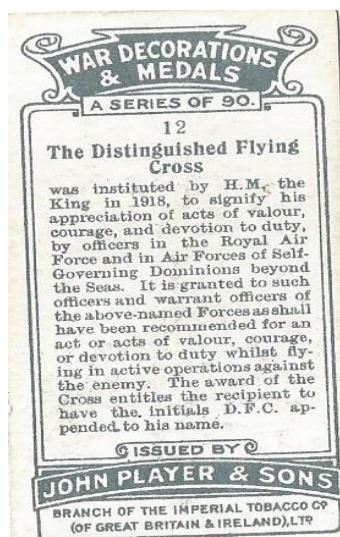 WAR DECORATIONS
& MEDALS
A SERIES OF 90.
12
The Distinguished Flying
Cross
was instituted by H.M. the
King in 1918, to signify his
appreciation of acts of valour,
courage, and devotion to duty,
by officers in the Royal Air
Force and in Air Forces of Self-
Governing Dominions beyond
the Seas. It is granted to such
officers and warrant officers of
the above-named Forces as shall
have been recommended for an
act or acts of valour, courage,
or devotion to duty whilst fly-
ing in active operations against
the enemy. The award of the
Cross entitles the recipient to
have the initials D.F.C. ap-
pended to his name.
ISSUED BY
JOHN PLAYER & SONS
BRANCH OF THE IMPERIAL TOBACCO CO
(OF GREAT BRITAIN & IRELAND), LTD